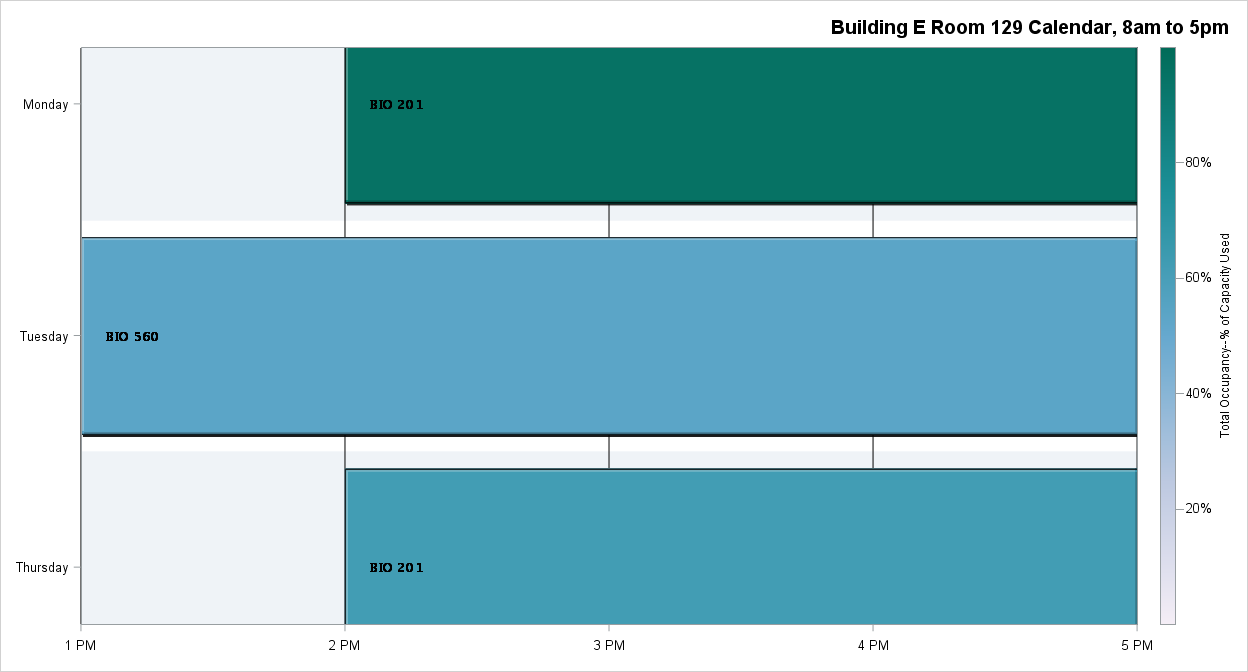 Building E Room 129 Calendar, 8am to 5pm
Monday
BIO 201
Tuesday
BIO 560
Thursday
BIO 201
1 PM
2 PM
3 PM
4 PM
5 PM
80%
60%
40%
20%
Total Occupancy--% of Capacity Used